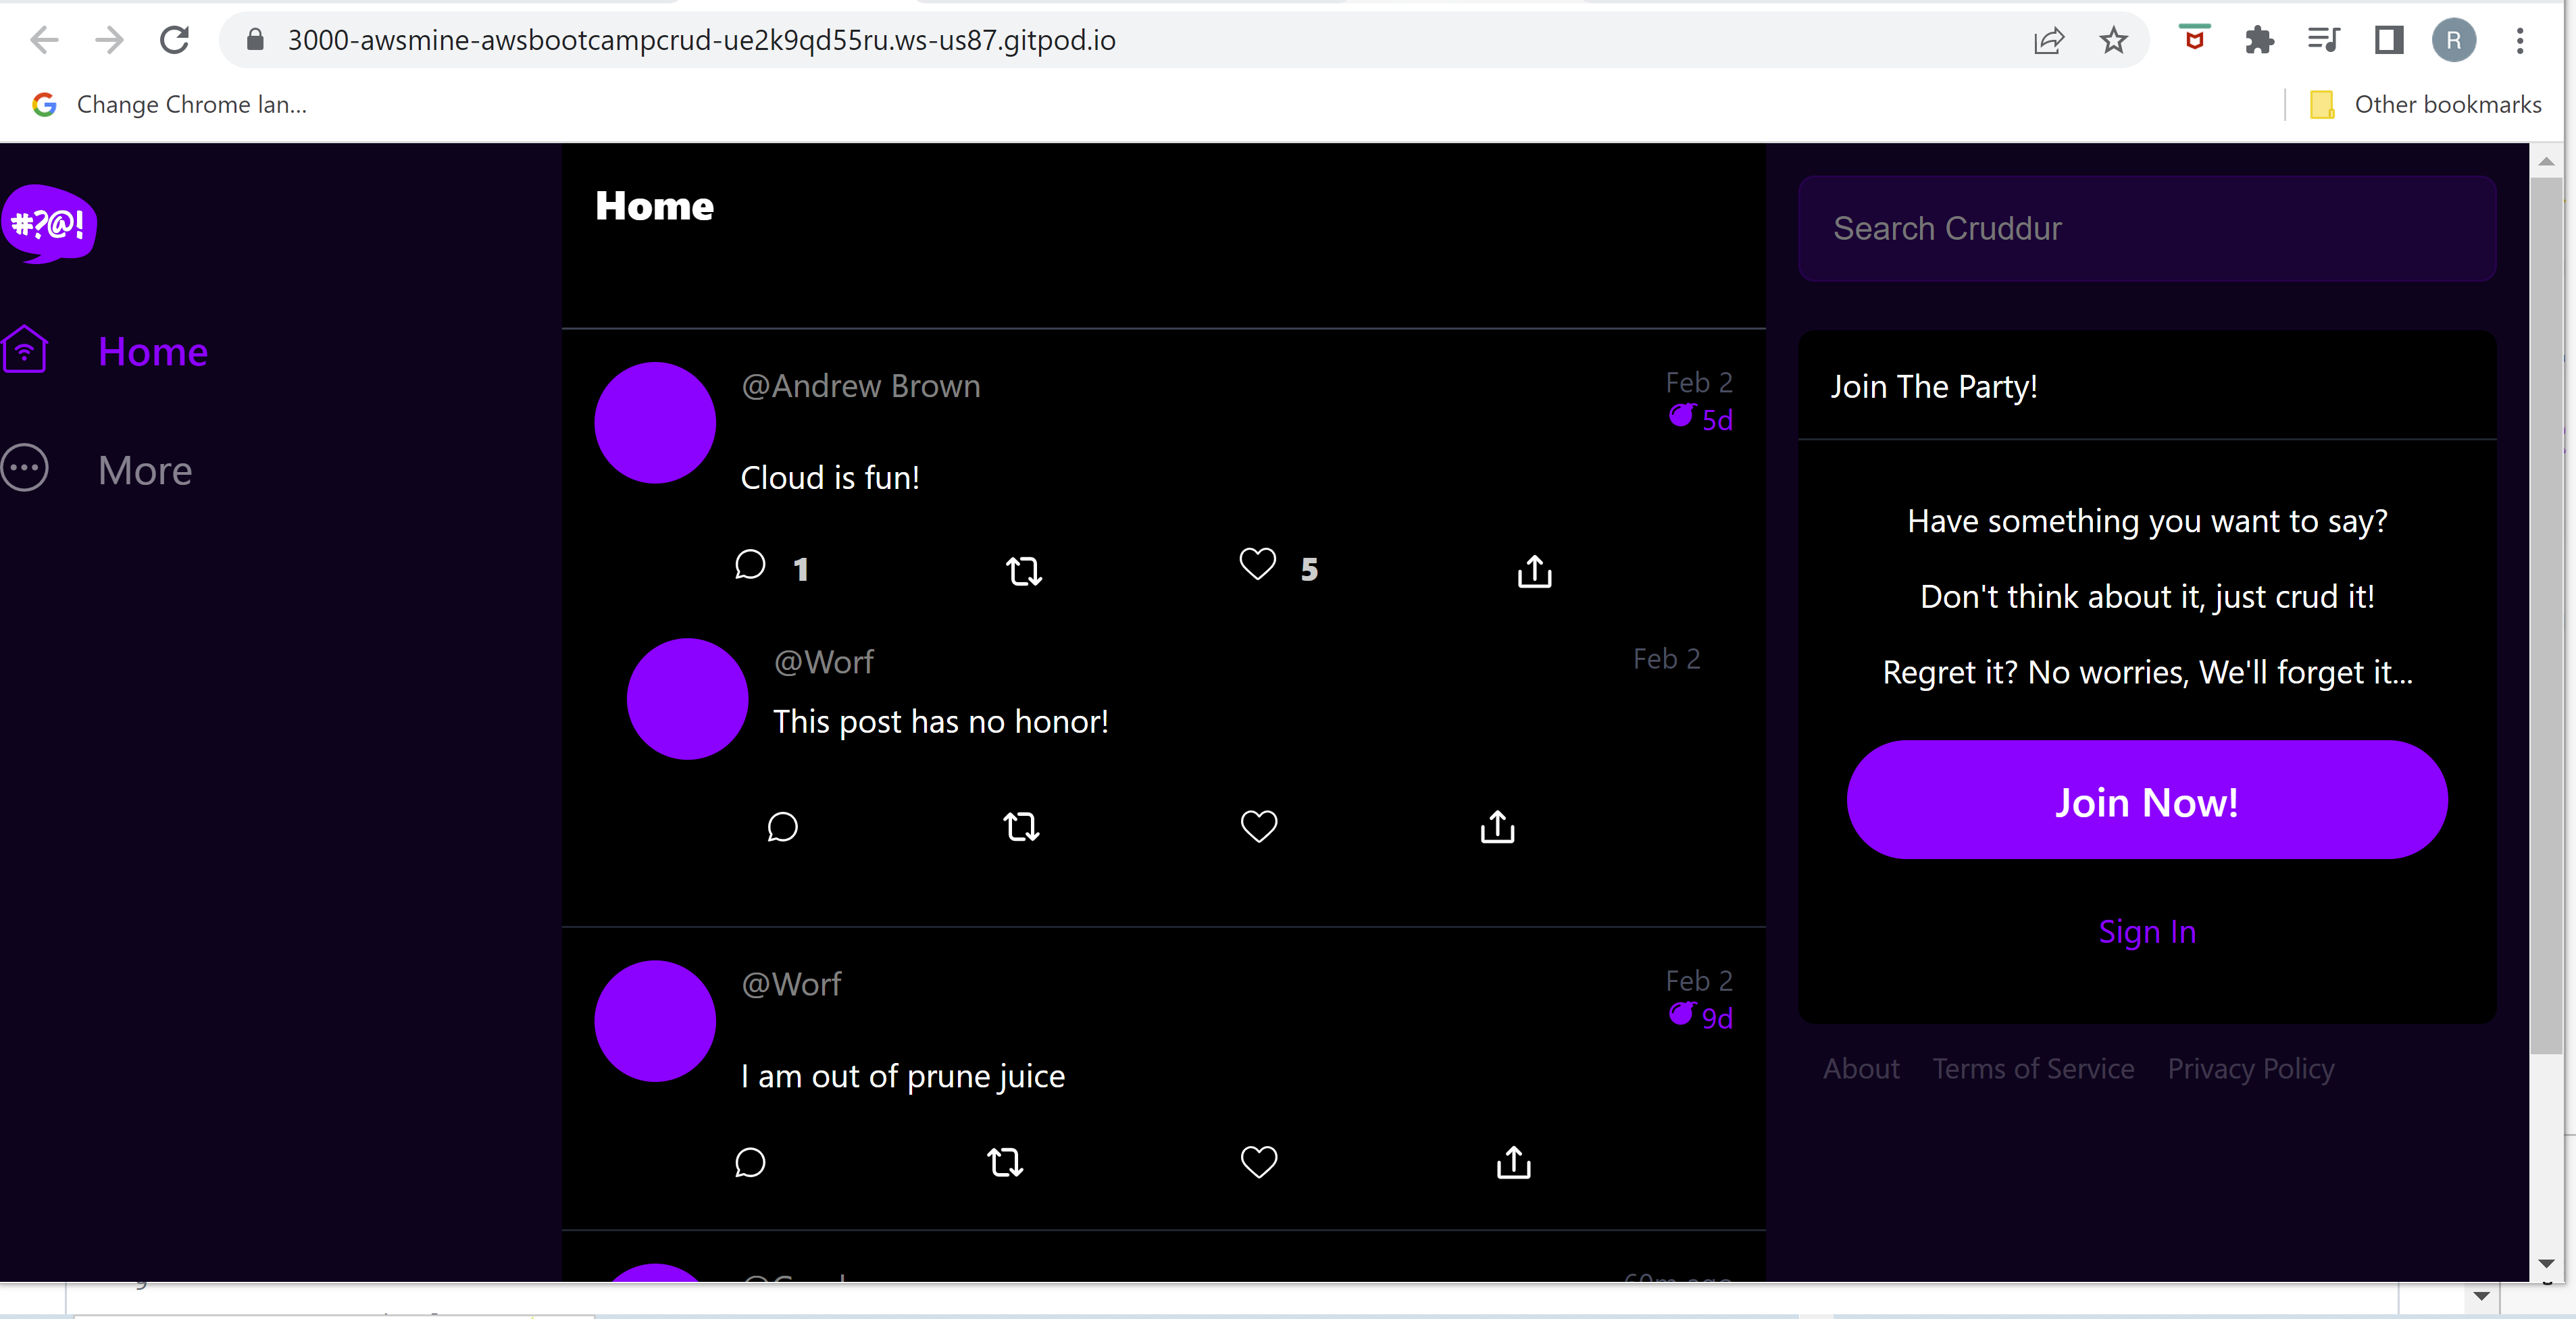 3000-awsmine-awsbootcampcrud-ue2k9qd55ru.ws-us87.gitpod.io
R
Change Chrome lan...
Other bookmarks
#?@!
Home
More
Home
@Andrew Brown
Feb 2
5d
Cloud is fun!
1
5
@Worf
Feb 2
This post has no honor!
@Worf
Feb 2
9d
I am out of prune juice
Search Cruddur
Join The Party!
Have something you want to say?
Don't think about it, just crud it!
Regret it? No worries, We'll forget it...
Join Now!
Sign In
About Terms of Service Privacy Policy